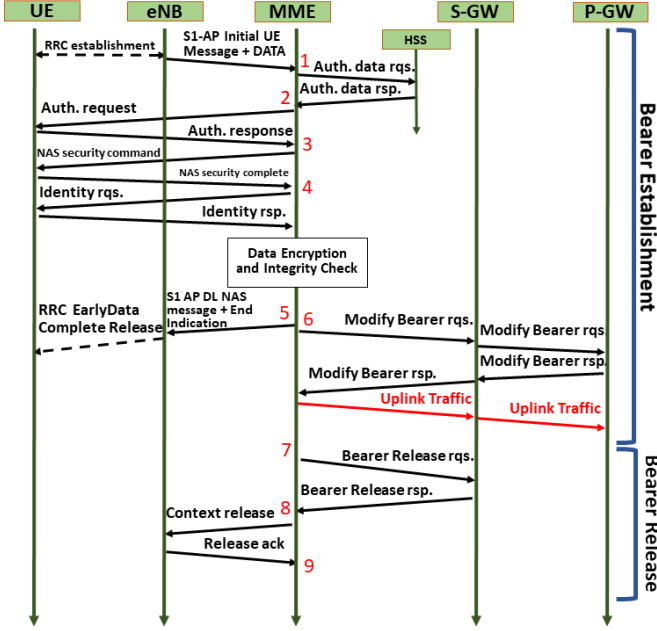 UE
eNB
MME
S-GW
P-GW
HSS
RRC establishment
S1-AP Initial UE
Message + DATA
1
Auth. data rqs.
2
Auth. data rsp.
Auth. request
Auth. response
3
NAS security command
NAS security complete
4
Identity rqs.
Identity rsp.
Data Encryption
and Integrity Check
S1 AP DL NAS
message + End
Indication
RRC EarlyData
Complete Release
5
6
Modify Bearer rqs.
Modify Bearer rqs.
Modify Bearer rsp.
Modify Bearer rsp.
Uplink Traffic
Uplink Traffic
Bearer Establishment
7
Bearer Release rqs.
Bearer Release rsp.
8
Context release
Release ack
9
Bearer Release